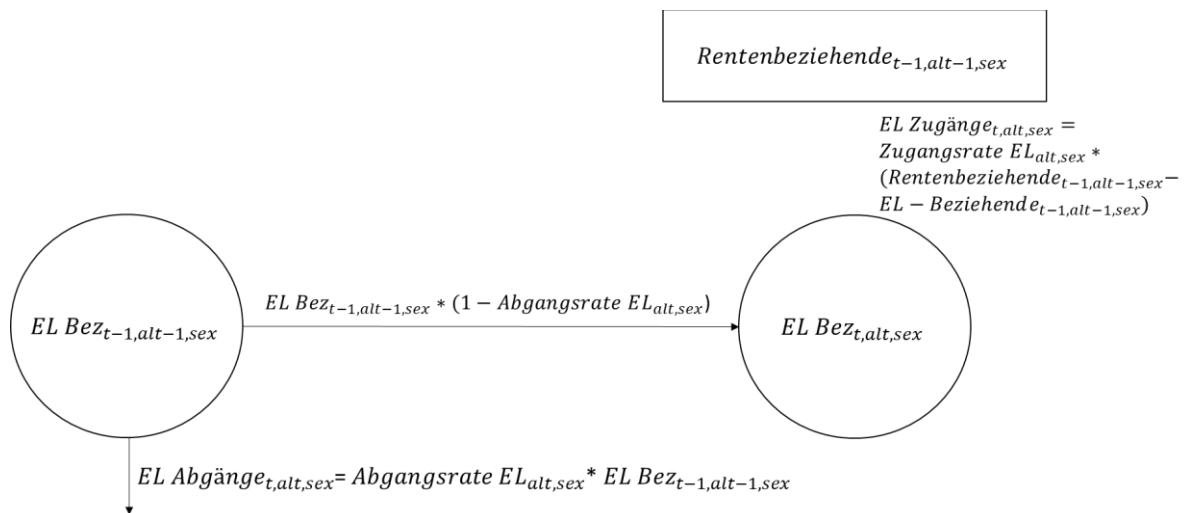 Rentenbeziehende_{t−1,alt−1,sex}
EL Zugänge_{t,alt,sex} =
Zugangsrate EL_{alt,sex} *
(Rentenbeziehende_{t−1,alt−1,sex}−
EL − Beziehende_{t−1,alt−1,sex})
EL Bez_{t−1,alt−1,sex} * (1 − Abgangsrate EL_{alt,sex})
EL Bez_{t−1,alt−1,sex}
EL Bez_{t,alt,sex}
EL Abgänge_{t,alt,sex}= Abgangsrate EL_{alt,sex}* EL Bez_{t−1,alt−1,sex}